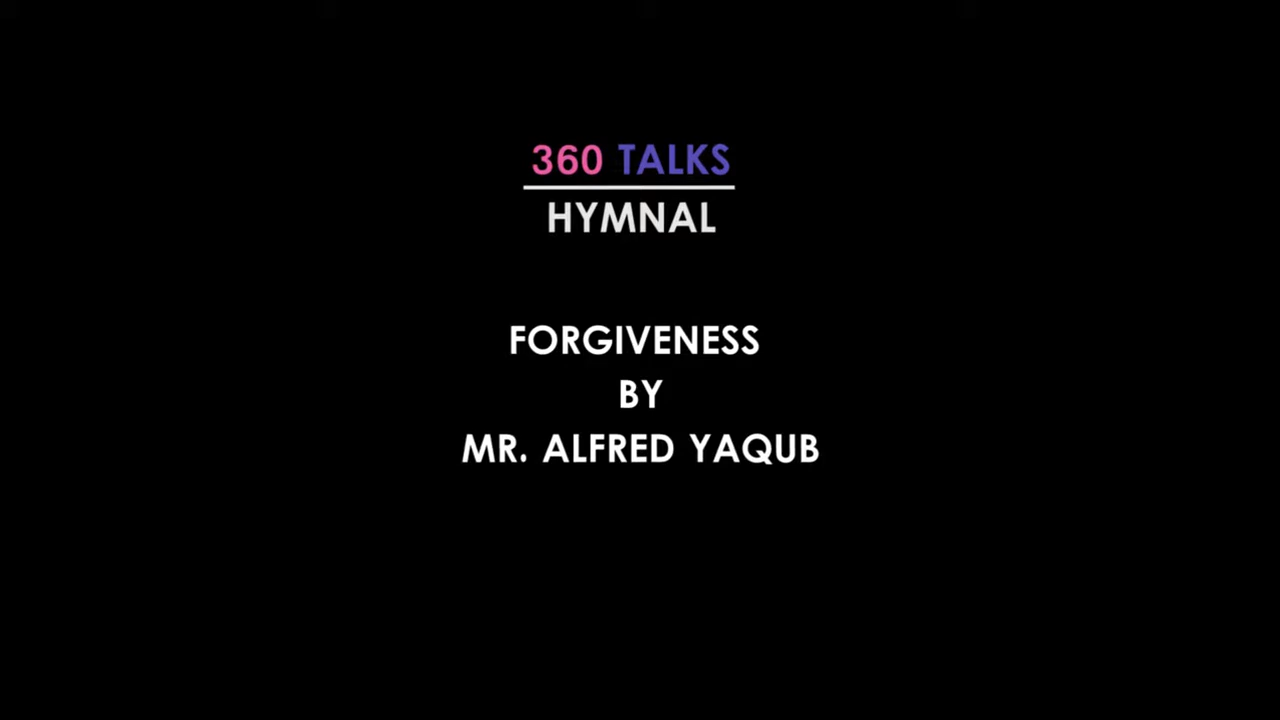 360 TALKS
HYMNAL
FORGIVENESS
BY
MR. ALFRED YAQUB